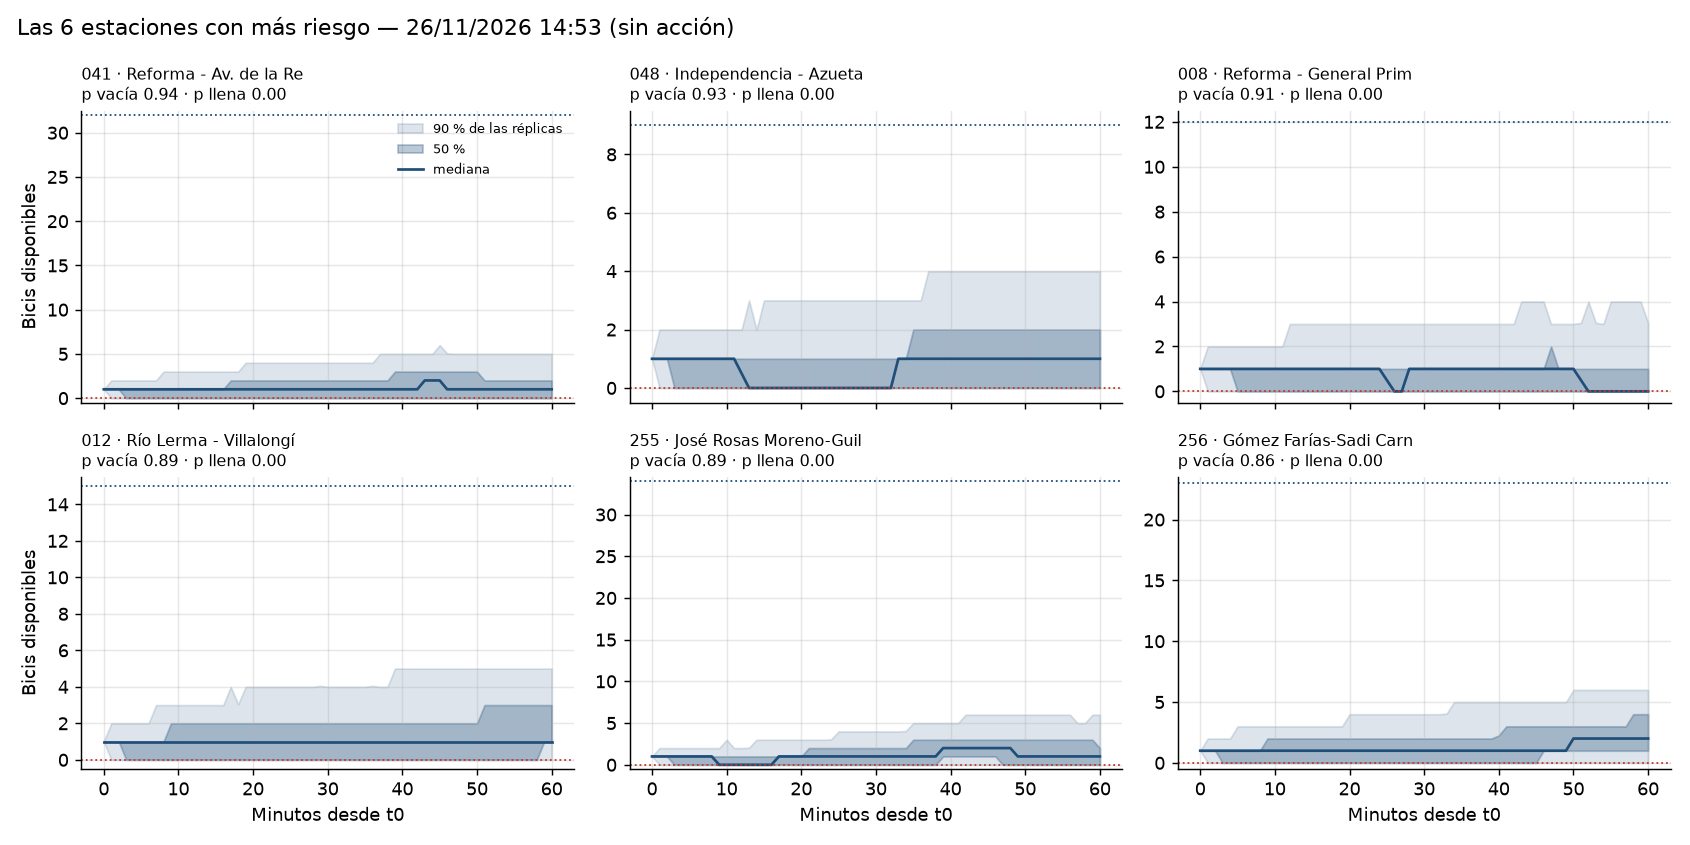 Las 6 estaciones con más riesgo — 26/11/2026 14:53 (sin acción)
041 · Reforma - Av. de la Re
p vacía 0.94 · p llena 0.00
048 · Independencia - Azueta
p vacía 0.93 · p llena 0.00
008 · Reforma - General Prim
p vacía 0.91 · p llena 0.00
90 % de las réplicas
50 %
mediana
Bicis disponibles
30
25
20
15
10
5
0
8
6
4
2
0
12
10
8
6
4
2
0
012 · Río Lerma - Villalongí
p vacía 0.89 · p llena 0.00
255 · José Rosas Moreno-Guil
p vacía 0.89 · p llena 0.00
256 · Gómez Farías-Sadi Carn
p vacía 0.86 · p llena 0.00
Bicis disponibles
14
12
10
8
6
4
2
0
30
25
20
15
10
5
0
20
15
10
5
0
0 10 20 30 40 50 60
0 10 20 30 40 50 60
0 10 20 30 40 50 60
Minutos desde t0
Minutos desde t0
Minutos desde t0